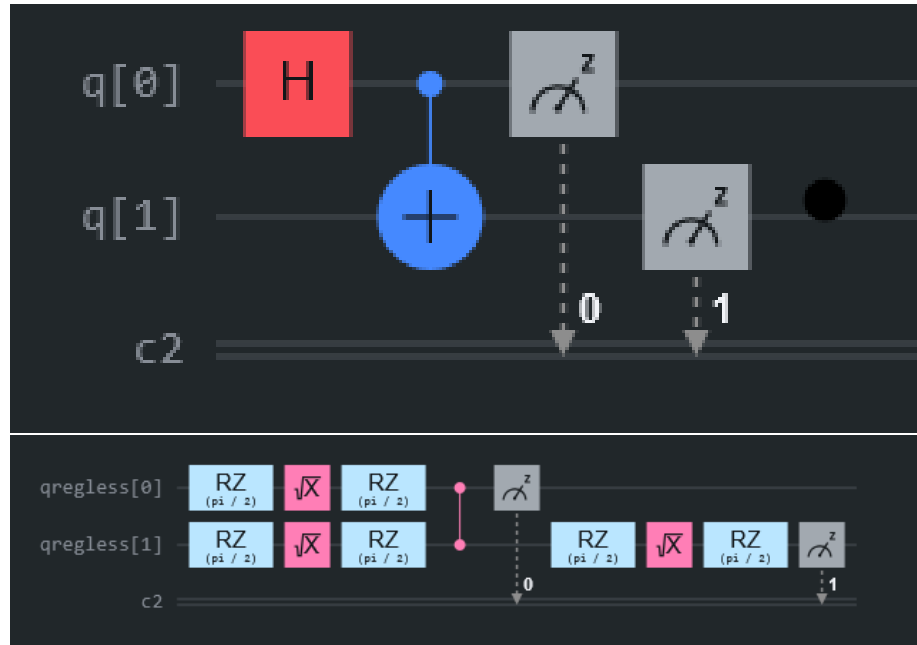 q[0] H z
q[1] z
0 1
c2
qregless[0] RZ (pi / 2) √X RZ (pi / 2) z
qregless[1] RZ (pi / 2) √X RZ (pi / 2) RZ (pi / 2) √X RZ (pi / 2) z
0 1
c2